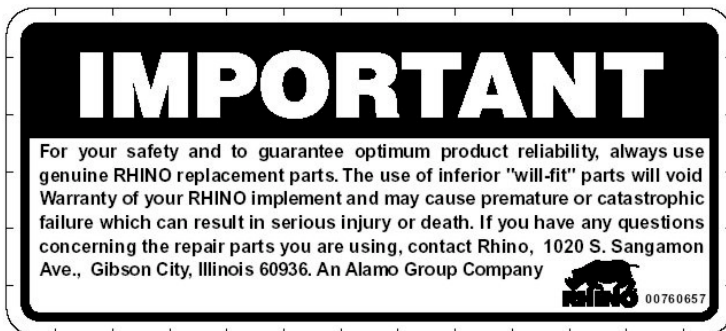 IMPORTANT
For your safety and to guarantee optimum product reliability, always use
genuine RHINO replacement parts. The use of inferior "will-fit" parts will void
Warranty of your RHINO implement and may cause premature or catastrophic
failure which can result in serious injury or death. If you have any questions
concerning the repair parts you are using, contact Rhino, 1020 S. Sangamon
Ave., Gibson City, Illinois 60936. An Alamo Group Company
RHINO 00760657